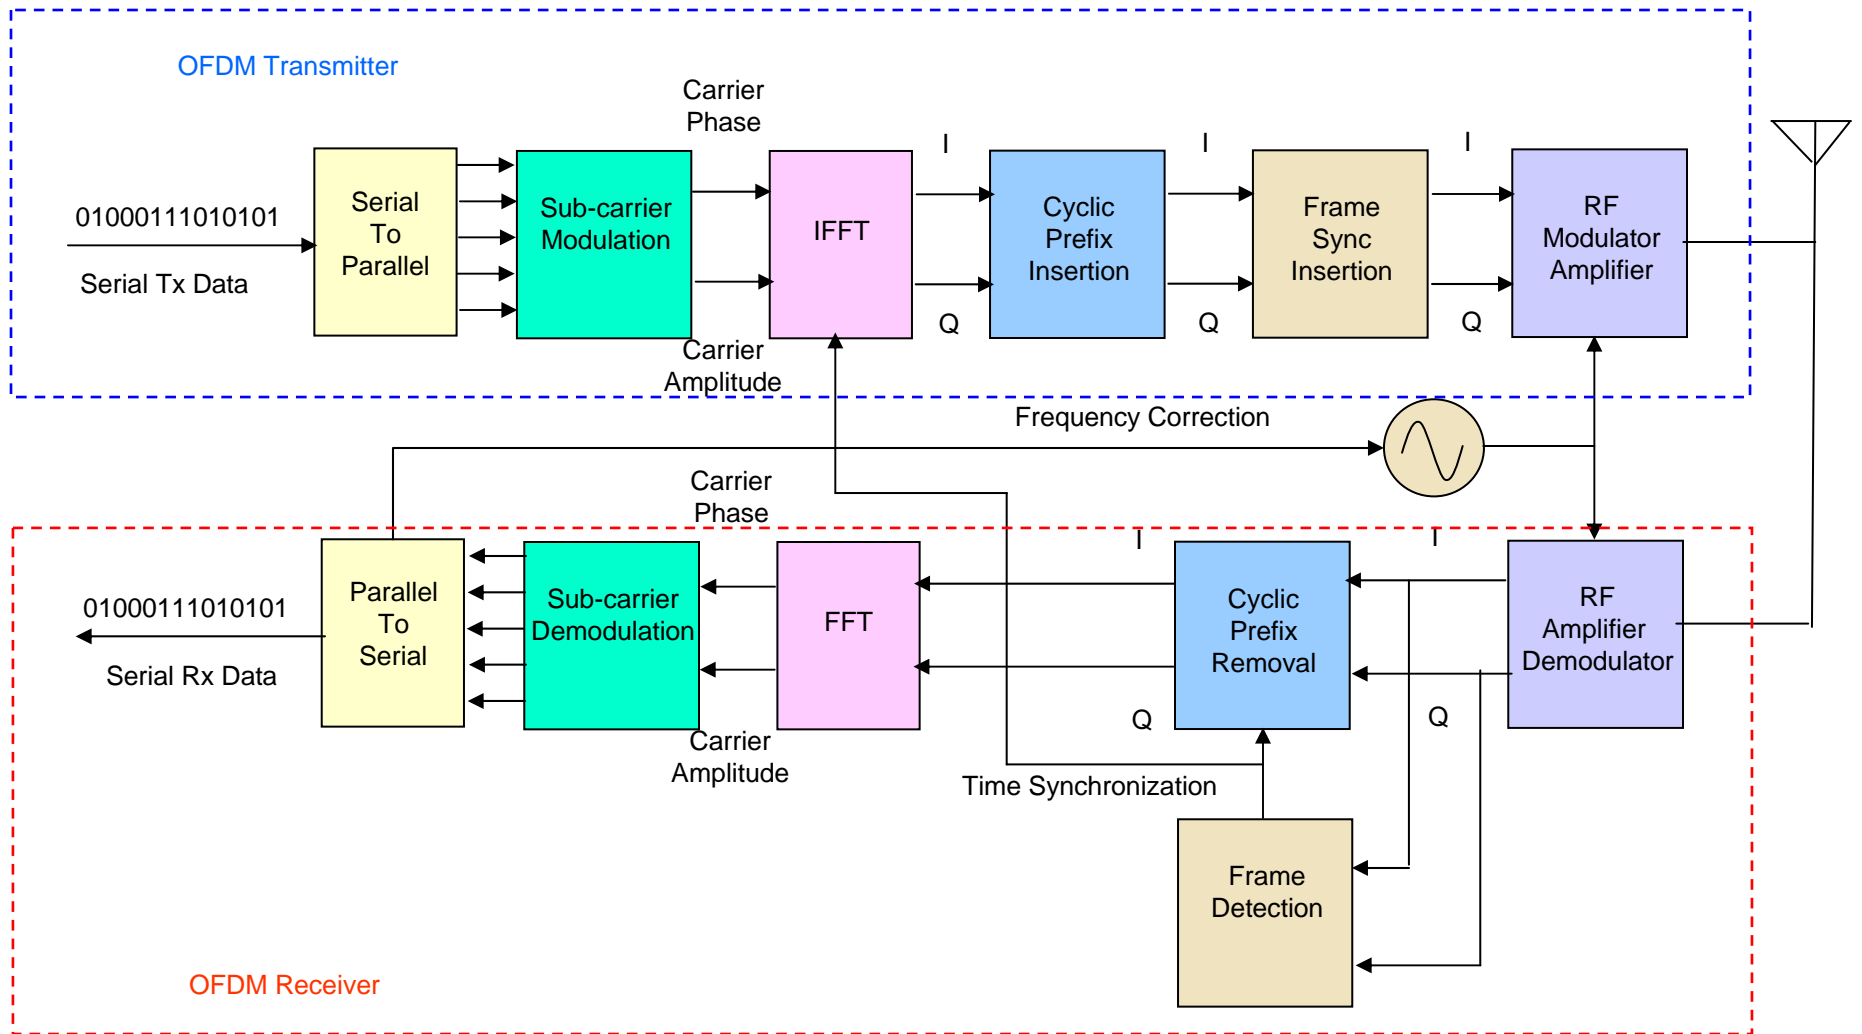 OFDM Transmitter
Carrier
Phase
I
I
I
01000111010101
Serial Tx Data
Serial
To
Parallel
Sub-carrier
Modulation
IFFT
Cyclic
Prefix
Insertion
Frame
Sync
Insertion
RF
Modulator
Amplifier
Q
Q
Q
Carrier
Amplitude
Frequency Correction
Carrier
Phase
I
I
01000111010101
Serial Rx Data
Parallel
To
Serial
Sub-carrier
Demodulation
FFT
Cyclic
Prefix
Removal
RF
Amplifier
Demodulator
Q
Q
Carrier
Amplitude
Time Synchronization
Frame
Detection
OFDM Receiver